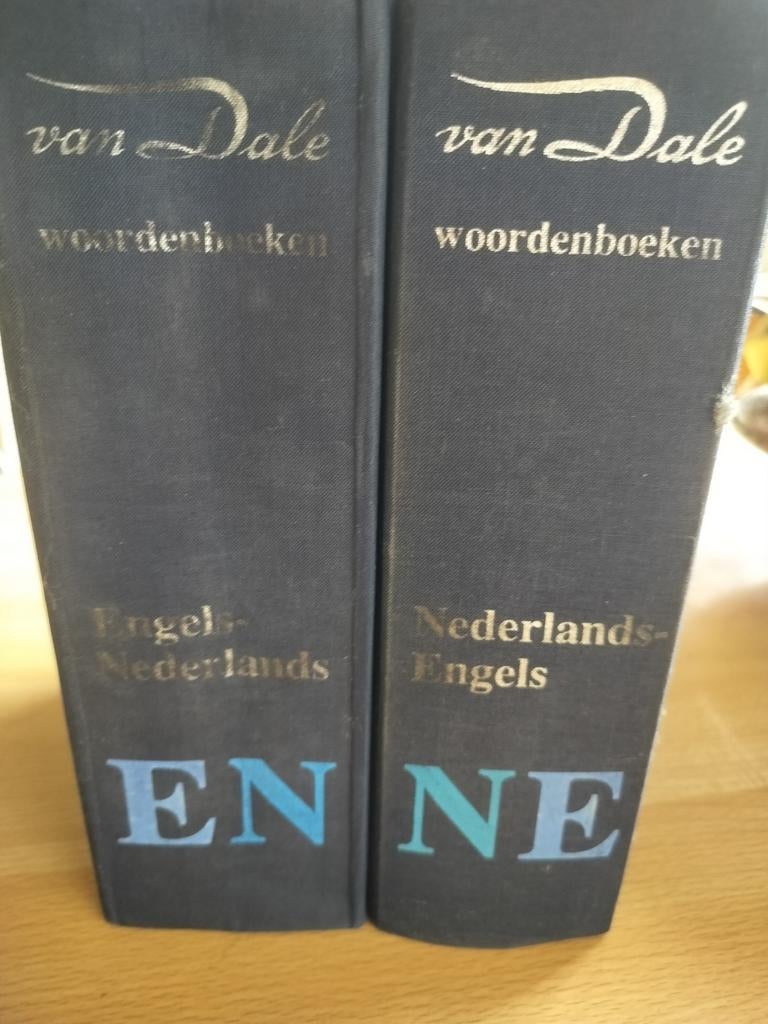 van Dale
woordenboeken
Engels-
Nederlands
EN
van Dale
woordenboeken
Nederlands-
Engels
NE